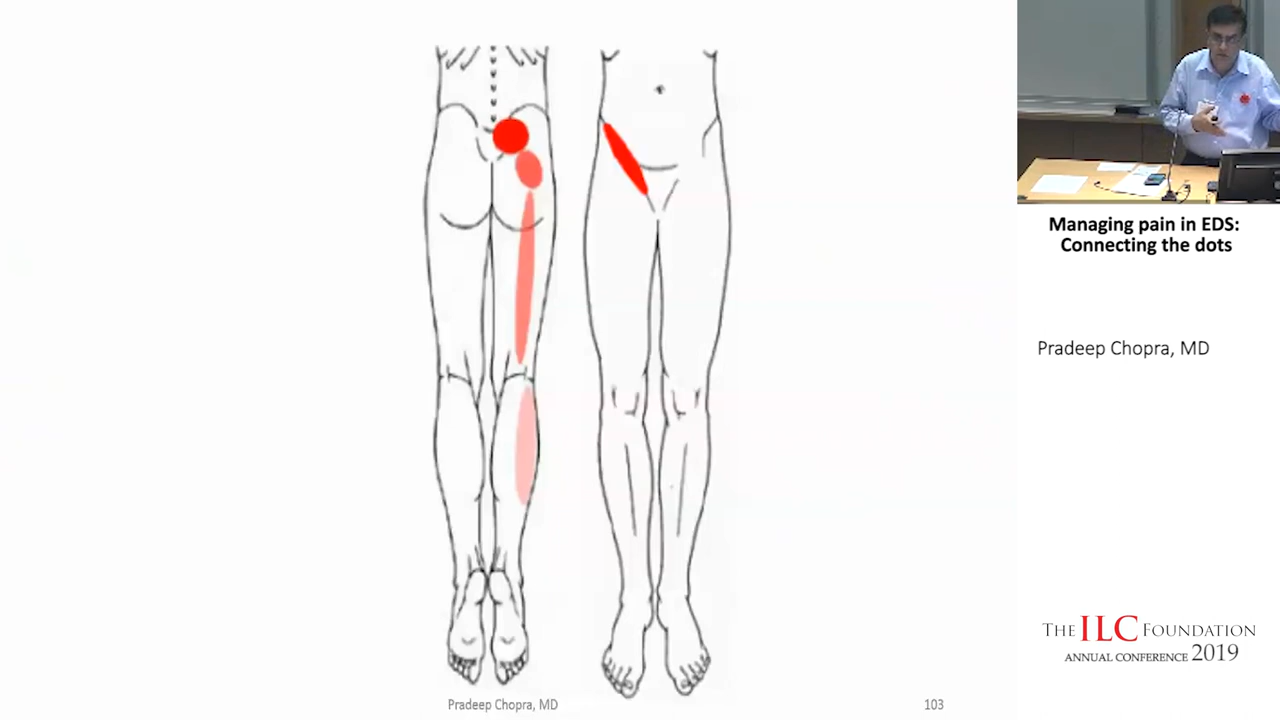 Managing pain in EDS:
Connecting the dots
Pradeep Chopra, MD
THE ILC FOUNDATION
ANNUAL CONFERENCE 2019
Pradeep Chopra, MD
103